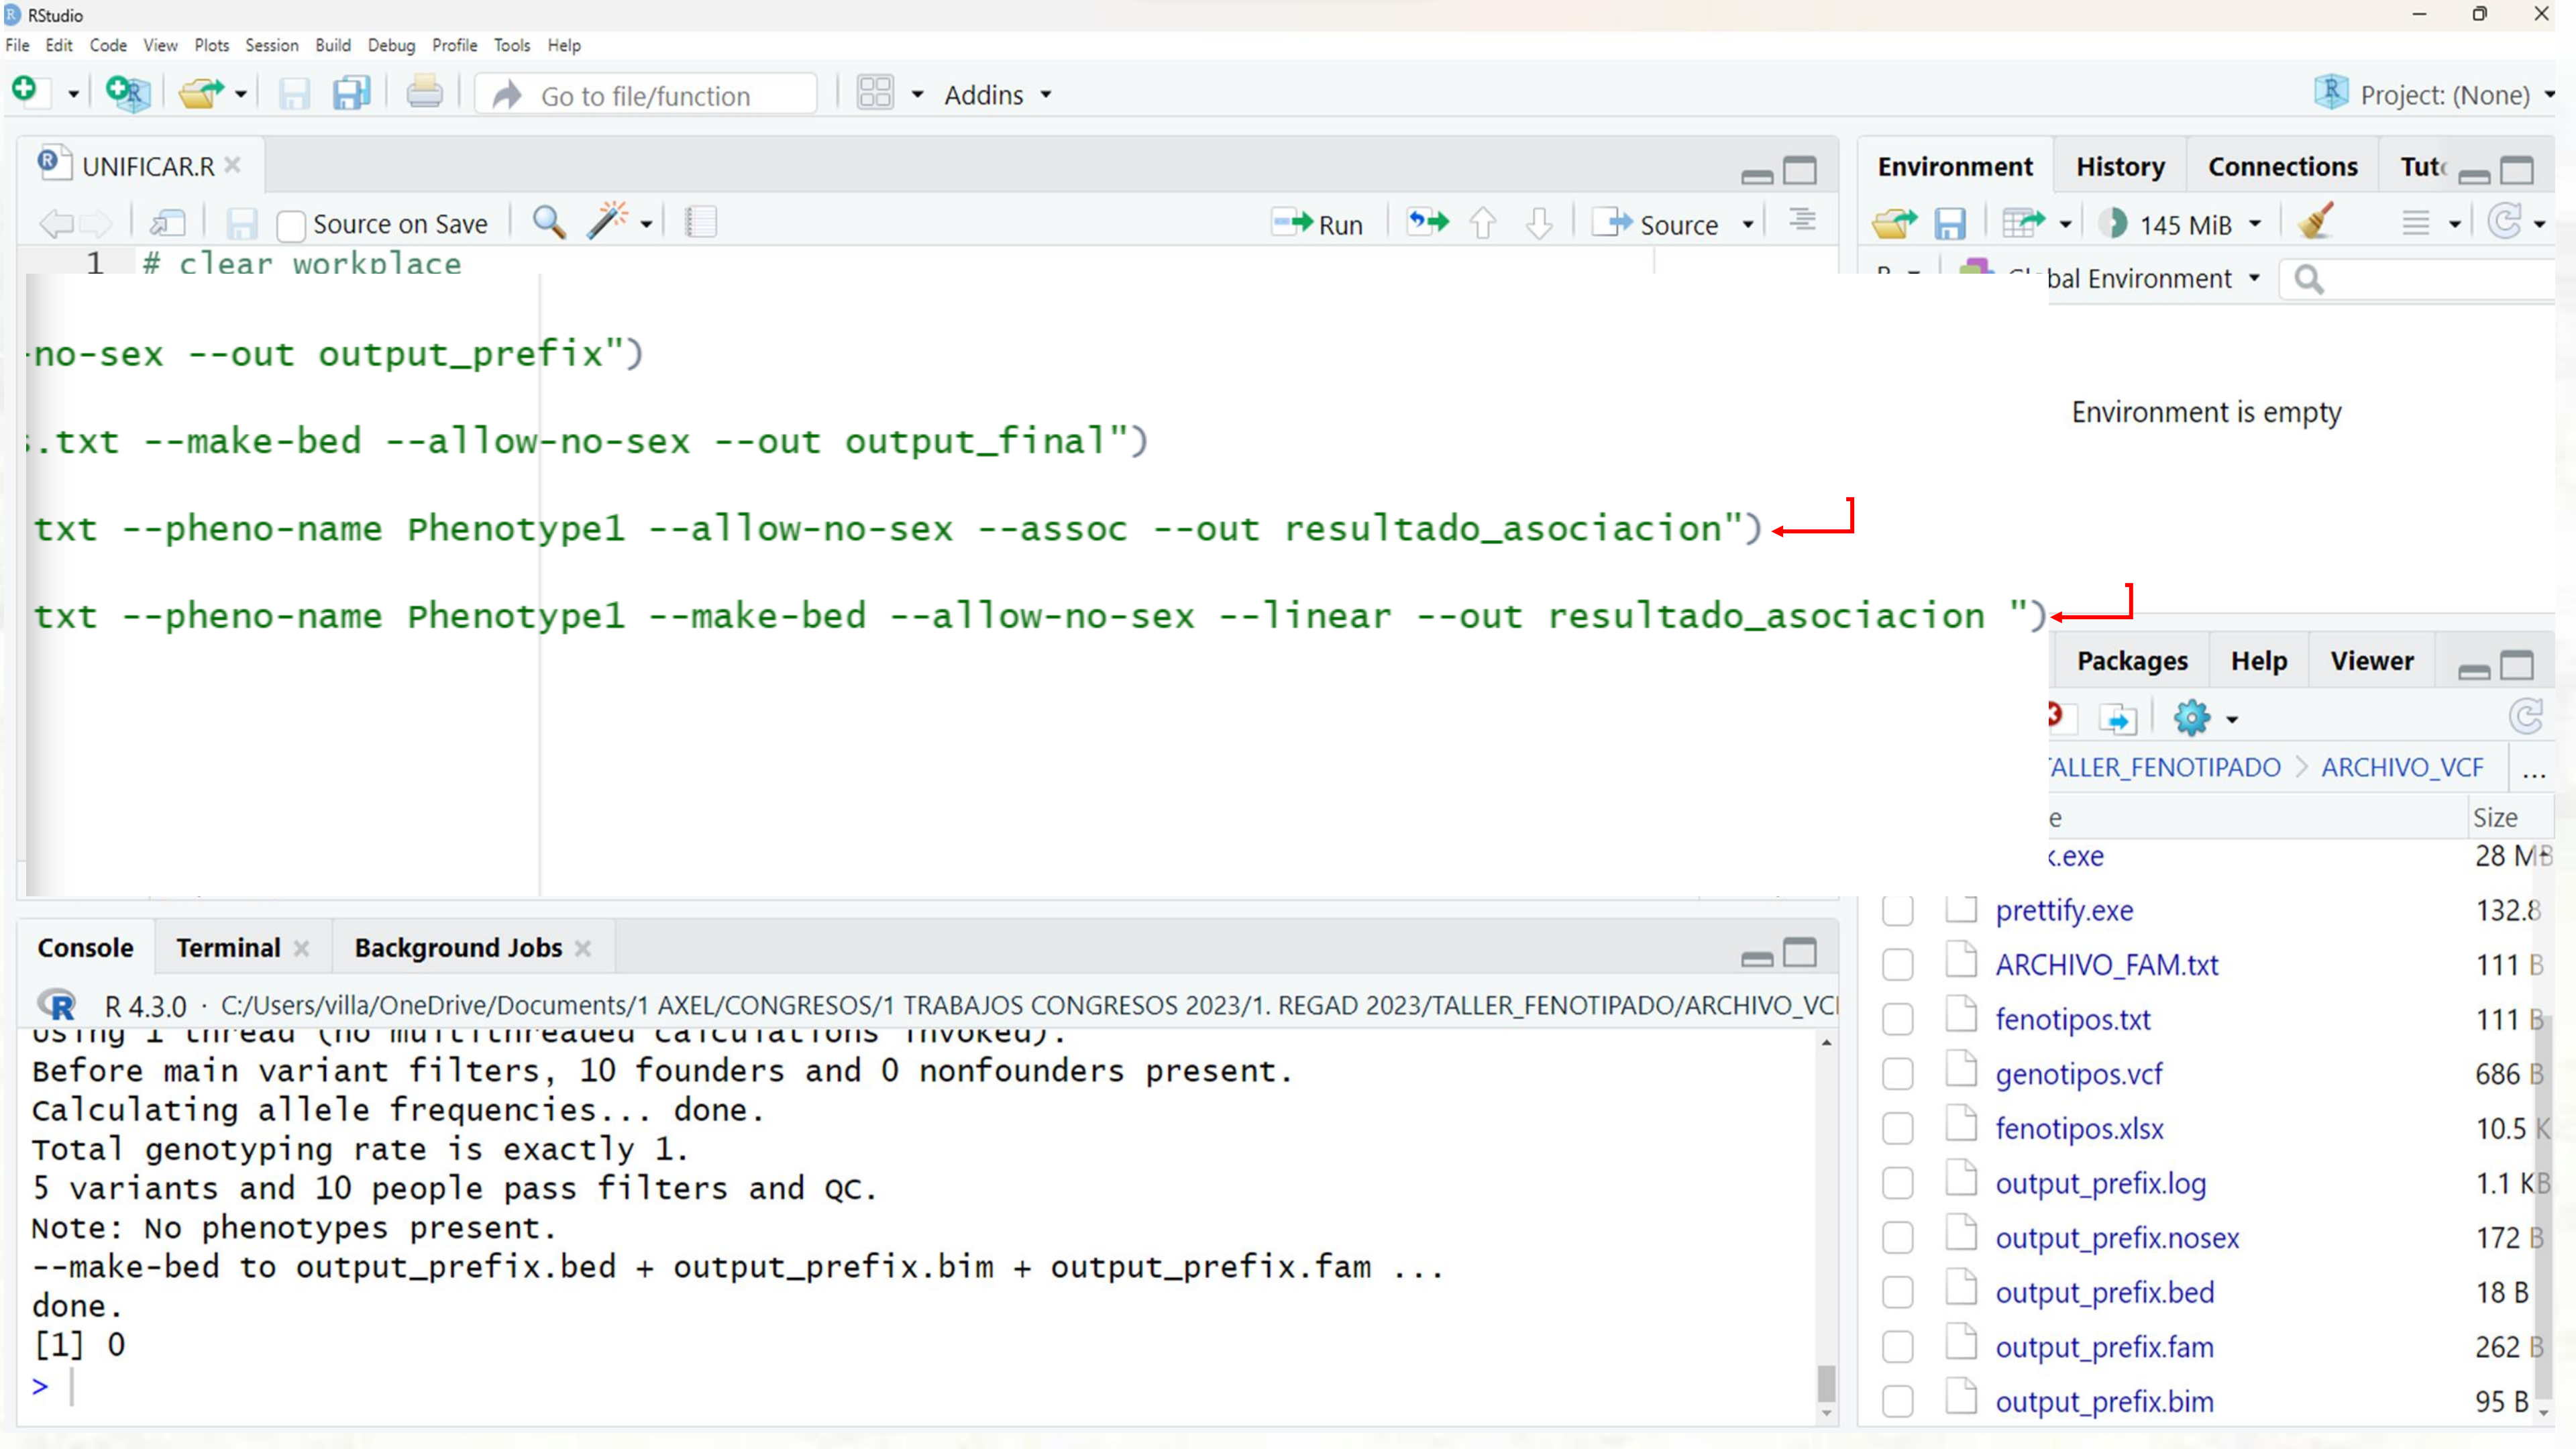 RStudio
File Edit Code View Plots Session Build Debug Profile Tools Help
Go to file/function
Addins
Project: (None)
UNIFICAR.R
Source on Save
Run
Source
1 # clear workplace
-no-sex --out output_prefix")
.txt --make-bed --allow-no-sex --out output_final")
txt --pheno-name Phenotype1 --allow-no-sex --assoc --out resultado_asociacion")
txt --pheno-name Phenotype1 --make-bed --allow-no-sex --linear --out resultado_asociacion ")
Environment History Connections Tut
145 MiB
bal Environment
Environment is empty
Packages Help Viewer
ALLER_FENOTIPADO ARCHIVO_VCF ...
e Size
k.exe 28 MB
prettify.exe 132.8
ARCHIVO_FAM.txt 111 B
fenotipos.txt 111 B
genotipos.vcf 686 B
fenotipos.xlsx 10.5 K
output_prefix.log 1.1 KB
output_prefix.nosex 172 B
output_prefix.bed 18 B
output_prefix.fam 262 B
output_prefix.bim 95 B
Console Terminal Background Jobs
R 4.3.0 · C:/Users/villa/OneDrive/Documents/1 AXEL/CONGRESOS/1 TRABAJOS CONGRESOS 2023/1. REGAD 2023/TALLER_FENOTIPADO/ARCHIVO_VC
Using 1 thread (no multithreaded calculations invoked).
Before main variant filters, 10 founders and 0 nonfounders present.
Calculating allele frequencies... done.
Total genotyping rate is exactly 1.
5 variants and 10 people pass filters and QC.
Note: No phenotypes present.
--make-bed to output_prefix.bed + output_prefix.bim + output_prefix.fam ...
done.
[1] 0
>